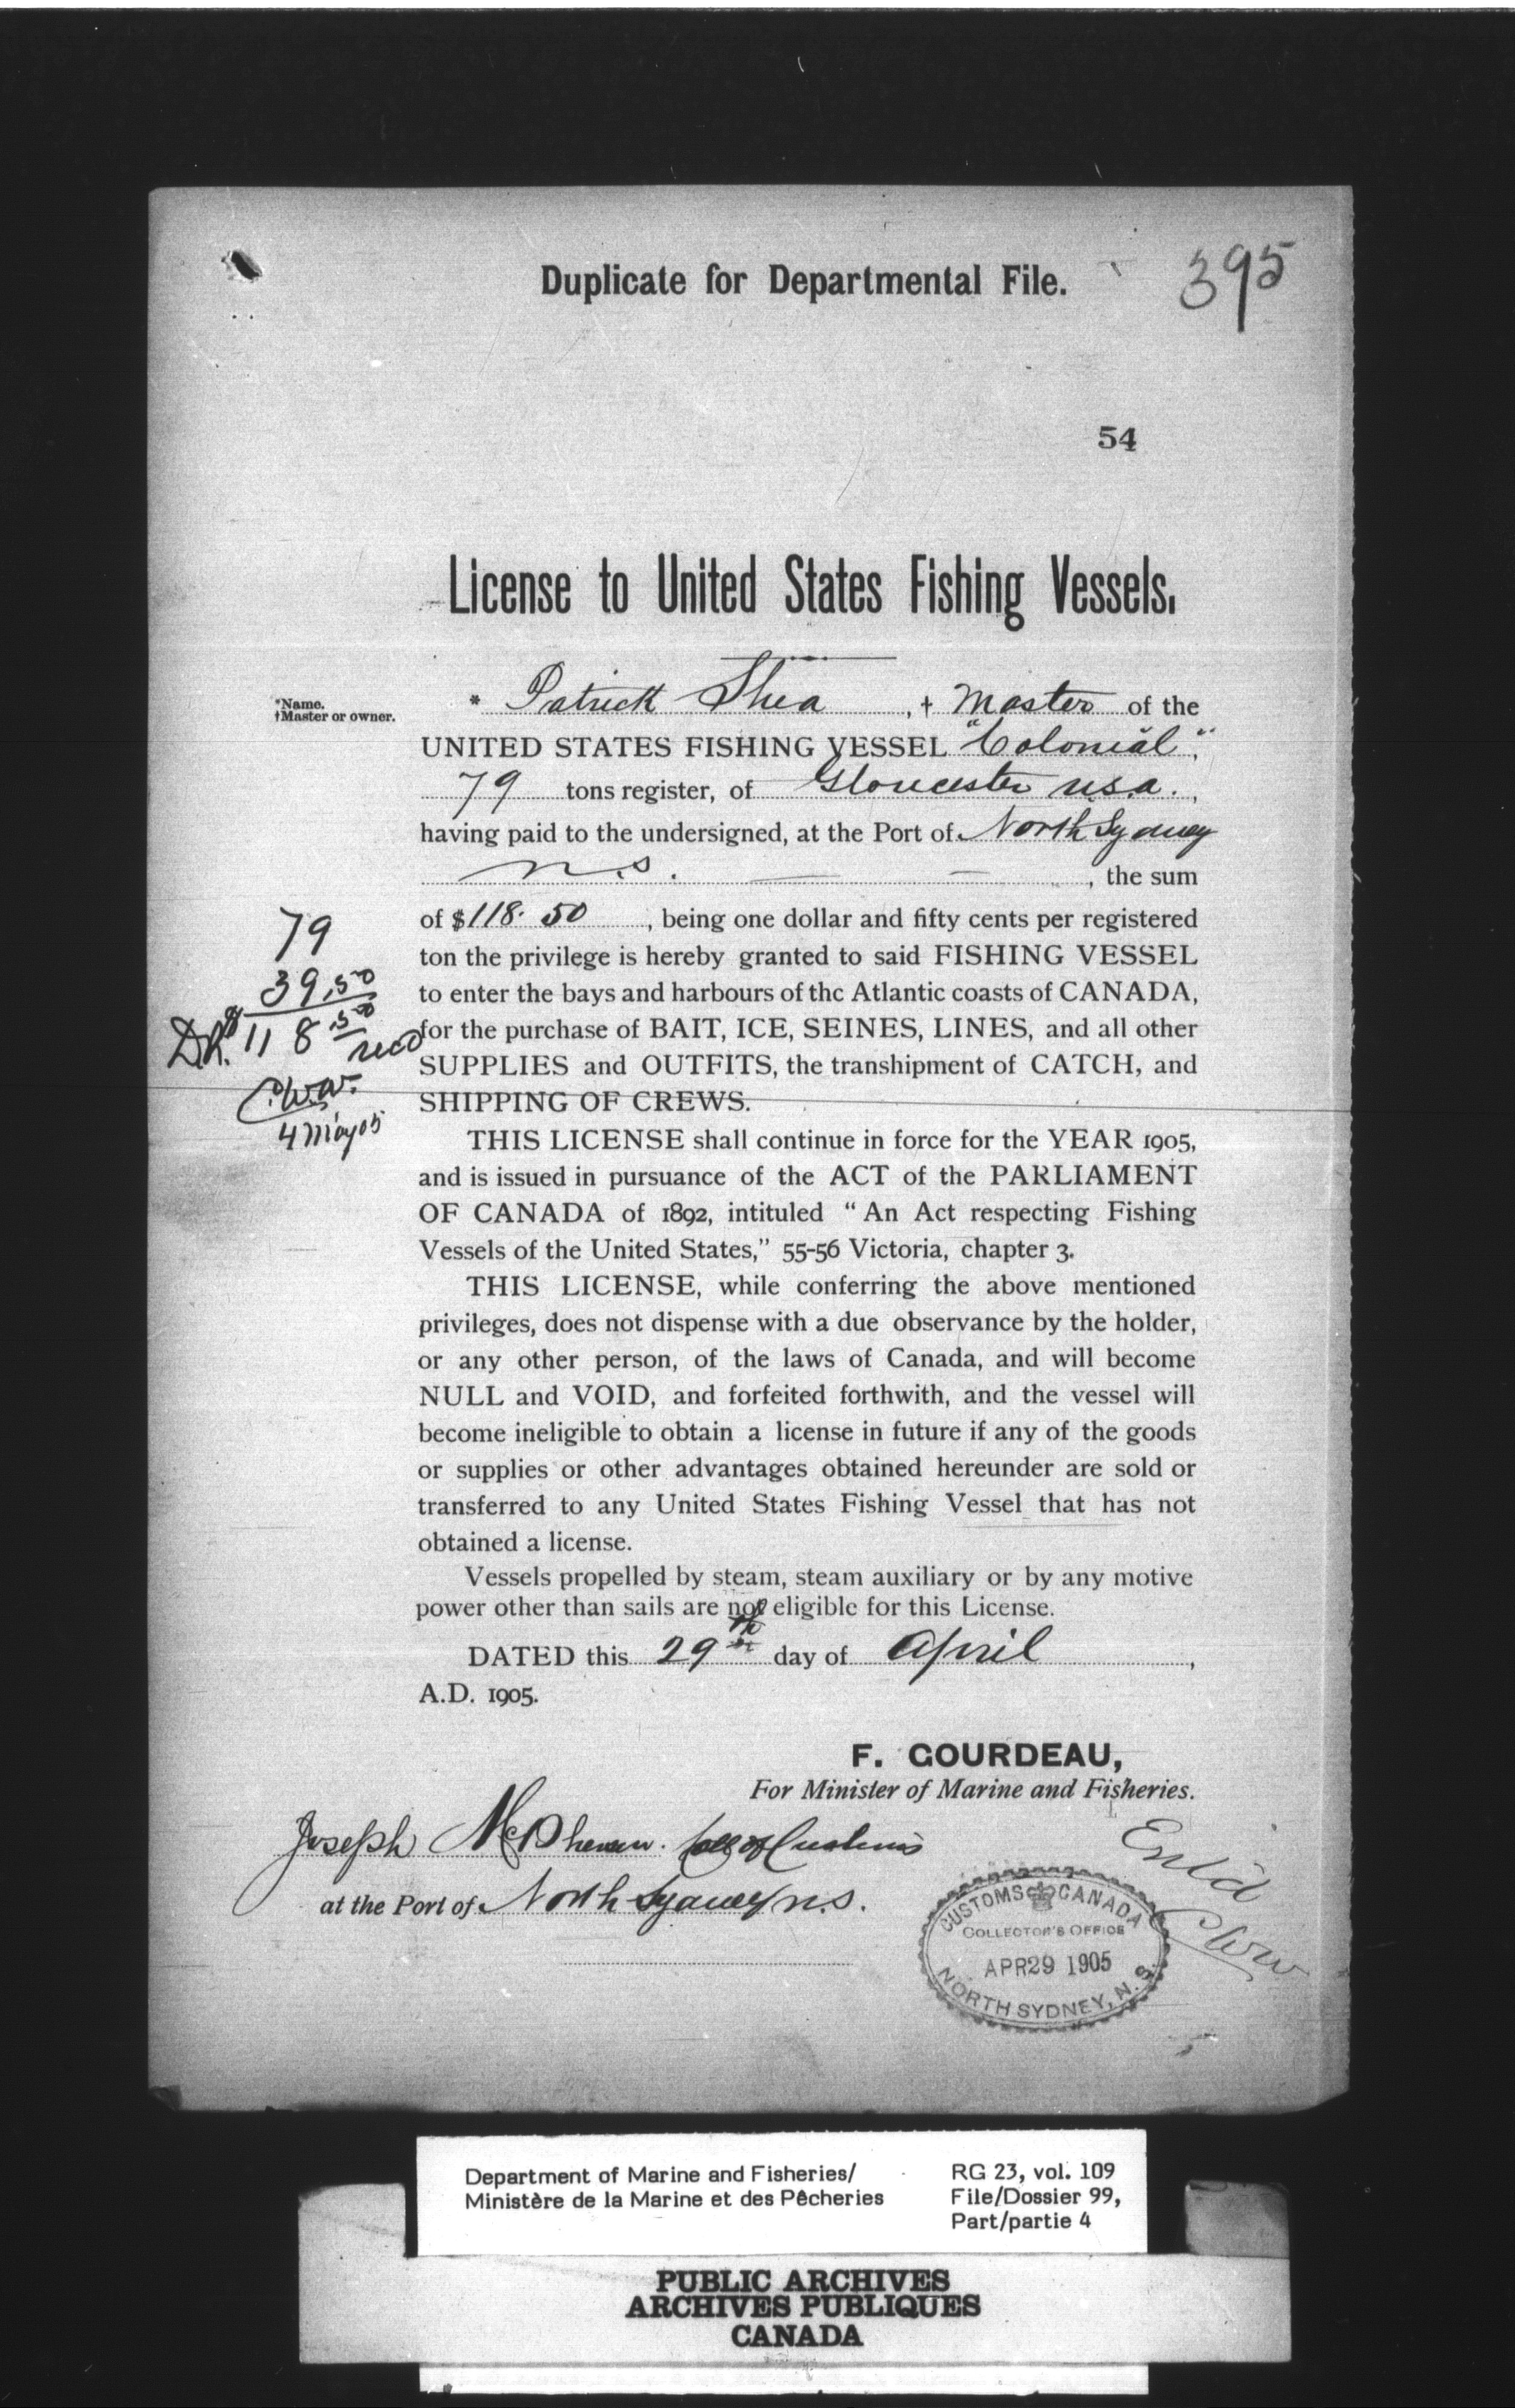 Duplicate for Departmental File.
395
54
License to United States Fishing Vessels.
*Name.
†Master or owner.
* Patrick Shea, † Master of the
UNITED STATES FISHING VESSEL "Colonial",
79 tons register, of Gloucester U.S.A.,
having paid to the undersigned, at the Port of North Sydney
N.S. — —, the sum
of $118.50, being one dollar and fifty cents per registered
ton the privilege is hereby granted to said FISHING VESSEL
to enter the bays and harbours of the Atlantic coasts of CANADA,
for the purchase of BAIT, ICE, SEINES, LINES, and all other
SUPPLIES and OUTFITS, the transhipment of CATCH, and
SHIPPING OF CREWS.
79
39.50
DR. $118.50 recd
C.W.W.
4 May 05
THIS LICENSE shall continue in force for the YEAR 1905,
and is issued in pursuance of the ACT of the PARLIAMENT
OF CANADA of 1892, intituled "An Act respecting Fishing
Vessels of the United States," 55-56 Victoria, chapter 3.
THIS LICENSE, while conferring the above mentioned
privileges, does not dispense with a due observance by the holder,
or any other person, of the laws of Canada, and will become
NULL and VOID, and forfeited forthwith, and the vessel will
become ineligible to obtain a license in future if any of the goods
or supplies or other advantages obtained hereunder are sold or
transferred to any United States Fishing Vessel that has not
obtained a license.
Vessels propelled by steam, steam auxiliary or by any motive
power other than sails are not eligible for this License.
DATED this 29th day of April,
A.D. 1905.
F. GOURDEAU,
For Minister of Marine and Fisheries.
Joseph Coll of Customs
at the Port of North Sydney N.S.
Entd
CWW
CUSTOMS CANADA
COLLECTOR'S OFFICE
APR 29 1905
NORTH SYDNEY, N.S.
Department of Marine and Fisheries/
Ministère de la Marine et des Pêcheries
RG 23, vol. 109
File/Dossier 99,
Part/partie 4
PUBLIC ARCHIVES
ARCHIVES PUBLIQUES
CANADA